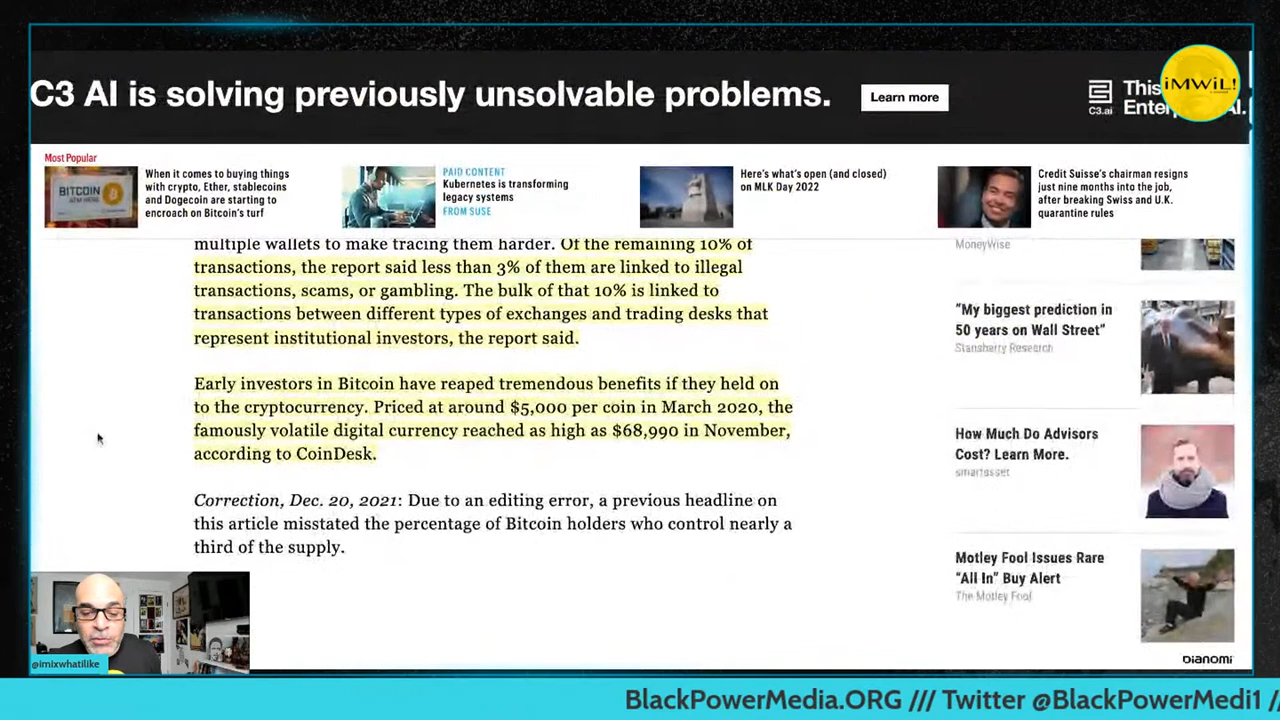 C3 AI is solving previously unsolvable problems.
Learn more
C3.ai
This
Enter
AI.
iMWiL!
Most Popular
BITCOIN
When it comes to buying things
with crypto, Ether, stablecoins
and Dogecoin are starting to
encroach on Bitcoin's turf
PAID CONTENT
Kubernetes is transforming
legacy systems
FROM SUSE
Here's what's open (and closed)
on MLK Day 2022
Credit Suisse's chairman resigns
just nine months into the job,
after breaking Swiss and U.K.
quarantine rules
multiple wallets to make tracing them harder. Of the remaining 10% of
transactions, the report said less than 3% of them are linked to illegal
transactions, scams, or gambling. The bulk of that 10% is linked to
transactions between different types of exchanges and trading desks that
represent institutional investors, the report said.
Early investors in Bitcoin have reaped tremendous benefits if they held on
to the cryptocurrency. Priced at around $5,000 per coin in March 2020, the
famously volatile digital currency reached as high as $68,990 in November,
according to CoinDesk.
Correction, Dec. 20, 2021: Due to an editing error, a previous headline on
this article misstated the percentage of Bitcoin holders who control nearly a
third of the supply.
MoneyWise
"My biggest prediction in
50 years on Wall Street"
Stansberry Research
How Much Do Advisors
Cost? Learn More.
smartasset
Motley Fool Issues Rare
"All In" Buy Alert
The Motley Fool
bianomi
@imixwhatilike
BlackPowerMedia.ORG /// Twitter @BlackPowerMedi1 //